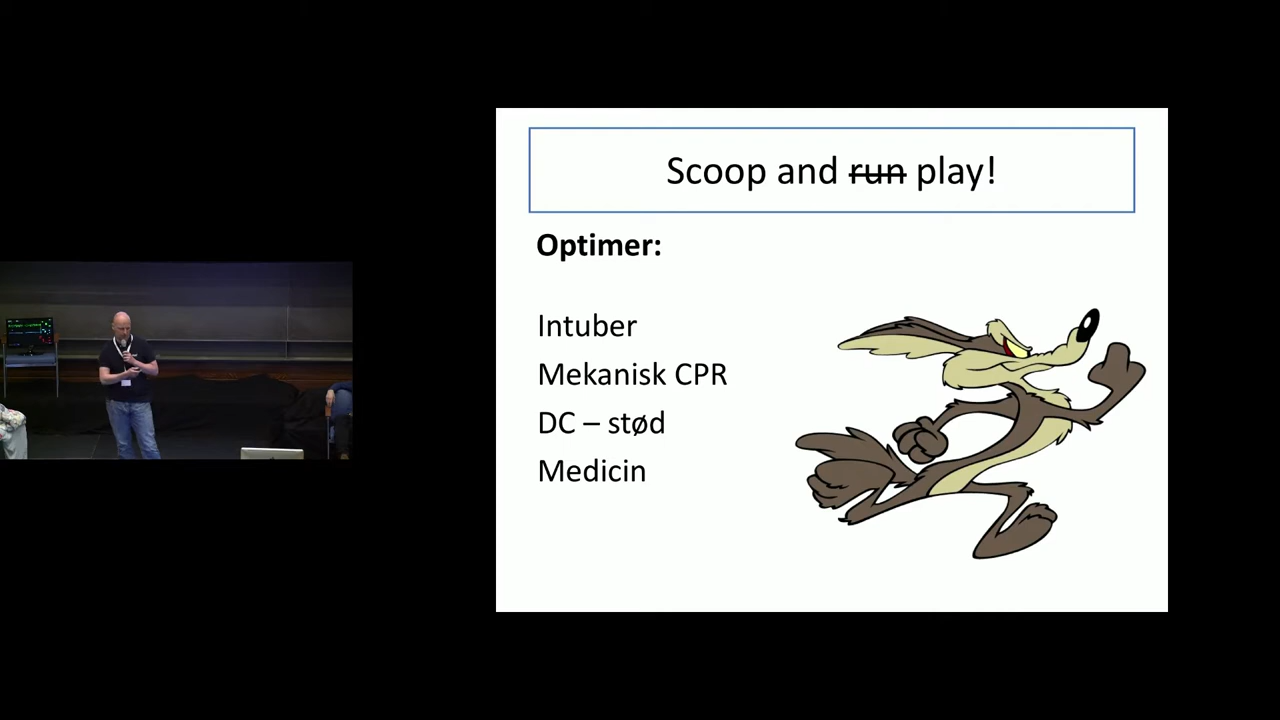 Scoop and run play!
Optimer:
Intuber
Mekanisk CPR
DC – stød
Medicin